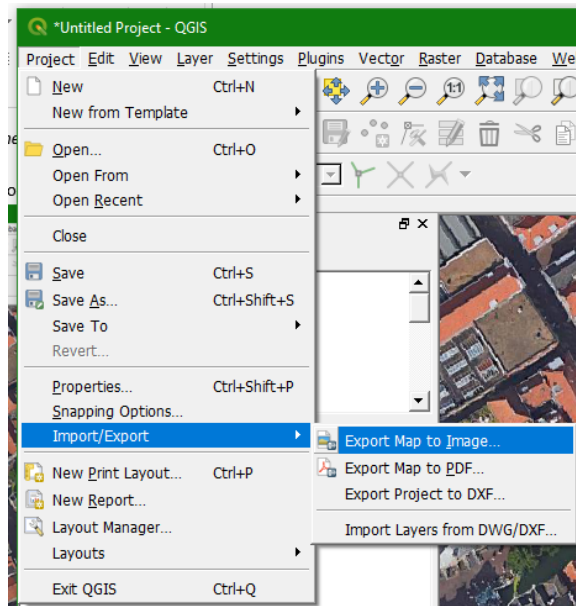 *Untitled Project - QGIS
Project Edit View Layer Settings Plugins Vector Raster Database We
New Ctrl+N
New from Template
Open... Ctrl+O
Open From
Open Recent
Close
Save Ctrl+S
Save As... Ctrl+Shift+S
Save To
Revert...
Properties... Ctrl+Shift+P
Snapping Options...
Import/Export
Export Map to Image...
Export Map to PDF...
Export Project to DXF...
Import Layers from DWG/DXF...
New Print Layout... Ctrl+P
New Report...
Layout Manager...
Layouts
Exit QGIS Ctrl+Q
1:1